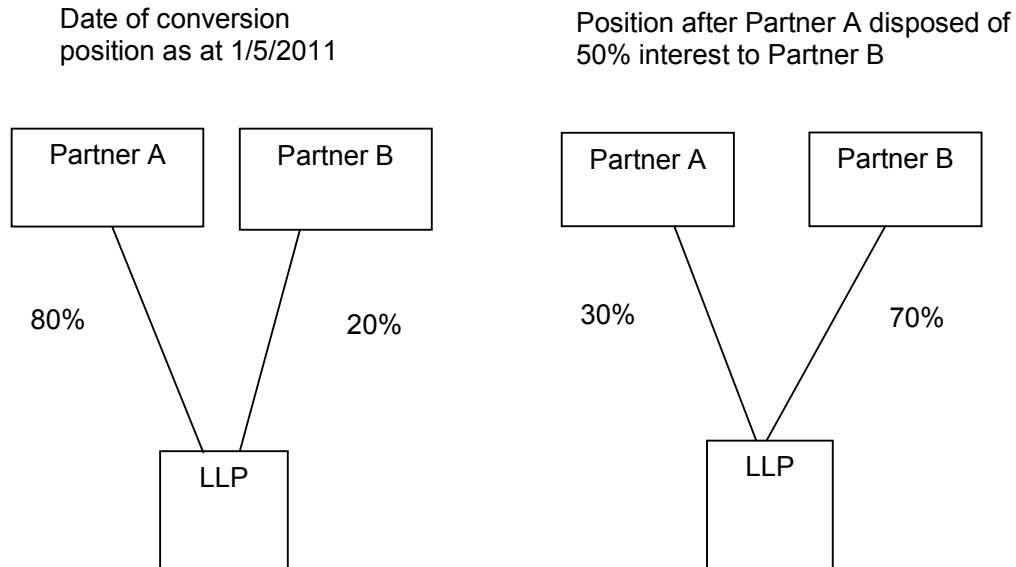 Date of conversion
position as at 1/5/2011
Partner A
Partner B
80%
20%
LLP
Position after Partner A disposed of
50% interest to Partner B
Partner A
Partner B
30%
70%
LLP